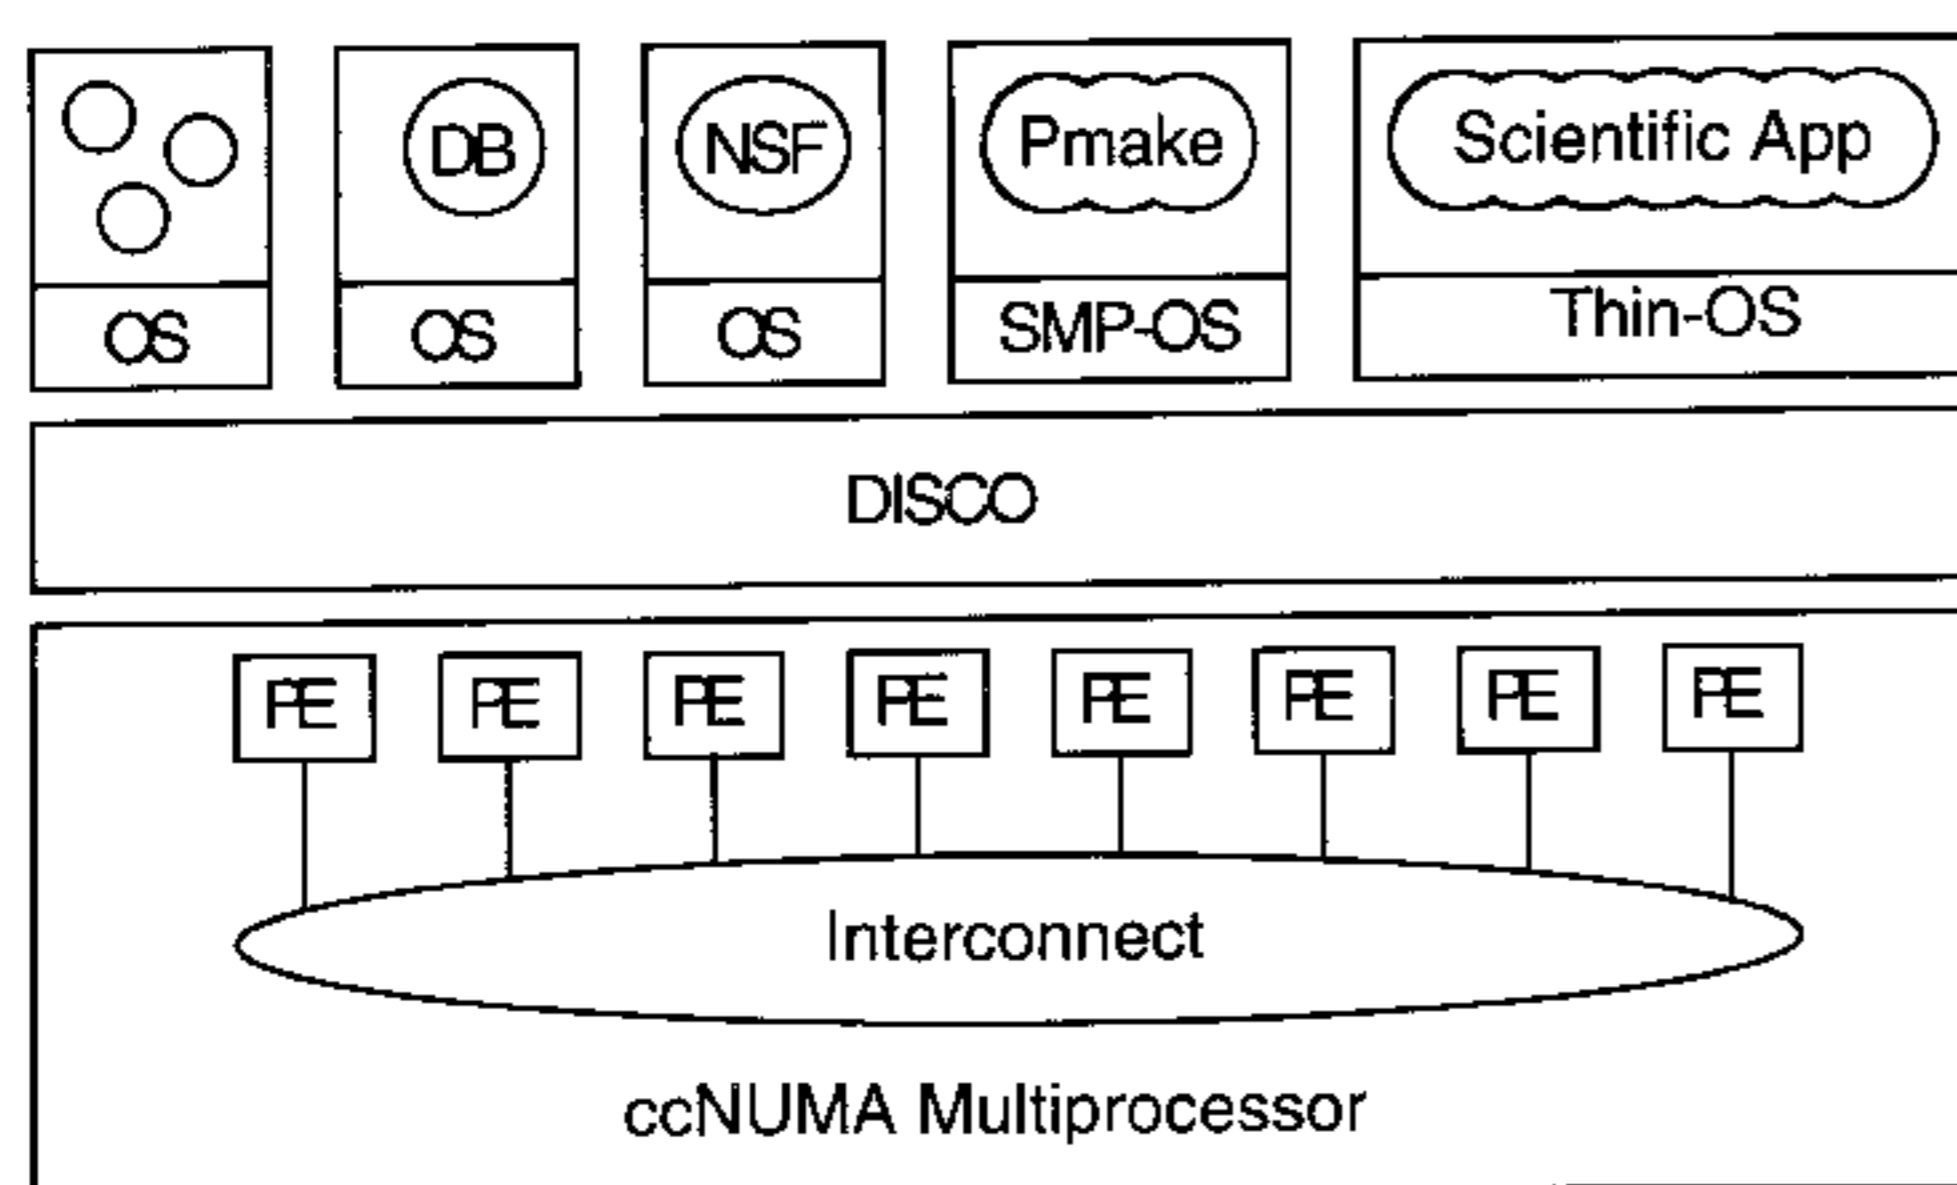 DB NSF Pmake Scientific App
OS OS OS SMP-OS Thin-OS
DISCO
PE PE PE PE PE PE PE PE
Interconnect
ccNUMA Multiprocessor